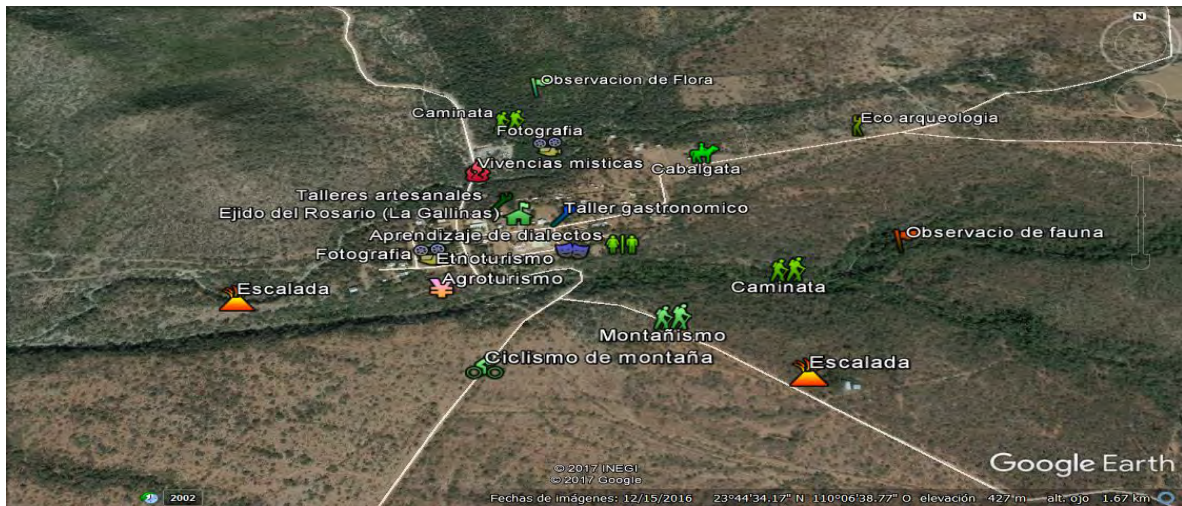 N
Observacion de Flora
Caminata
Fotografia
Eco arqueologia
Vivencias misticas
Cabalgata
Talleres artesanales
Ejido del Rosario (La Gallinas)
Taller gastronomico
Aprendizaje de dialectos
Observacio de fauna
Fotografia
Etnoturismo
Agroturismo
Escalada
Caminata
Montañismo
Ciclismo de montaña
Escalada
© 2017 INEGI
© 2017 Google
Google Earth
2002
Fechas de imágenes: 12/15/2016 23°44'34.17" N 110°06'38.77" O elevación 427 m alt. ojo 1.67 km